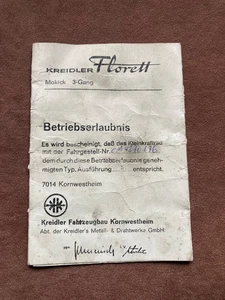 KREIDLER Florett
Mokick 3-Gang
Betriebserlaubnis
Es wird bescheinigt, daß das Kleinkraftrad
mit der Fahrgestell-Nr.
dem durch diese Betriebserlaubnis geneh-
migten Typ, Ausführung entspricht.
7014 Kornwestheim
Kreidler Fahrzeugbau Kornwestheim
Abt. der Kreidler's Metall- & Drahtwerke GmbH